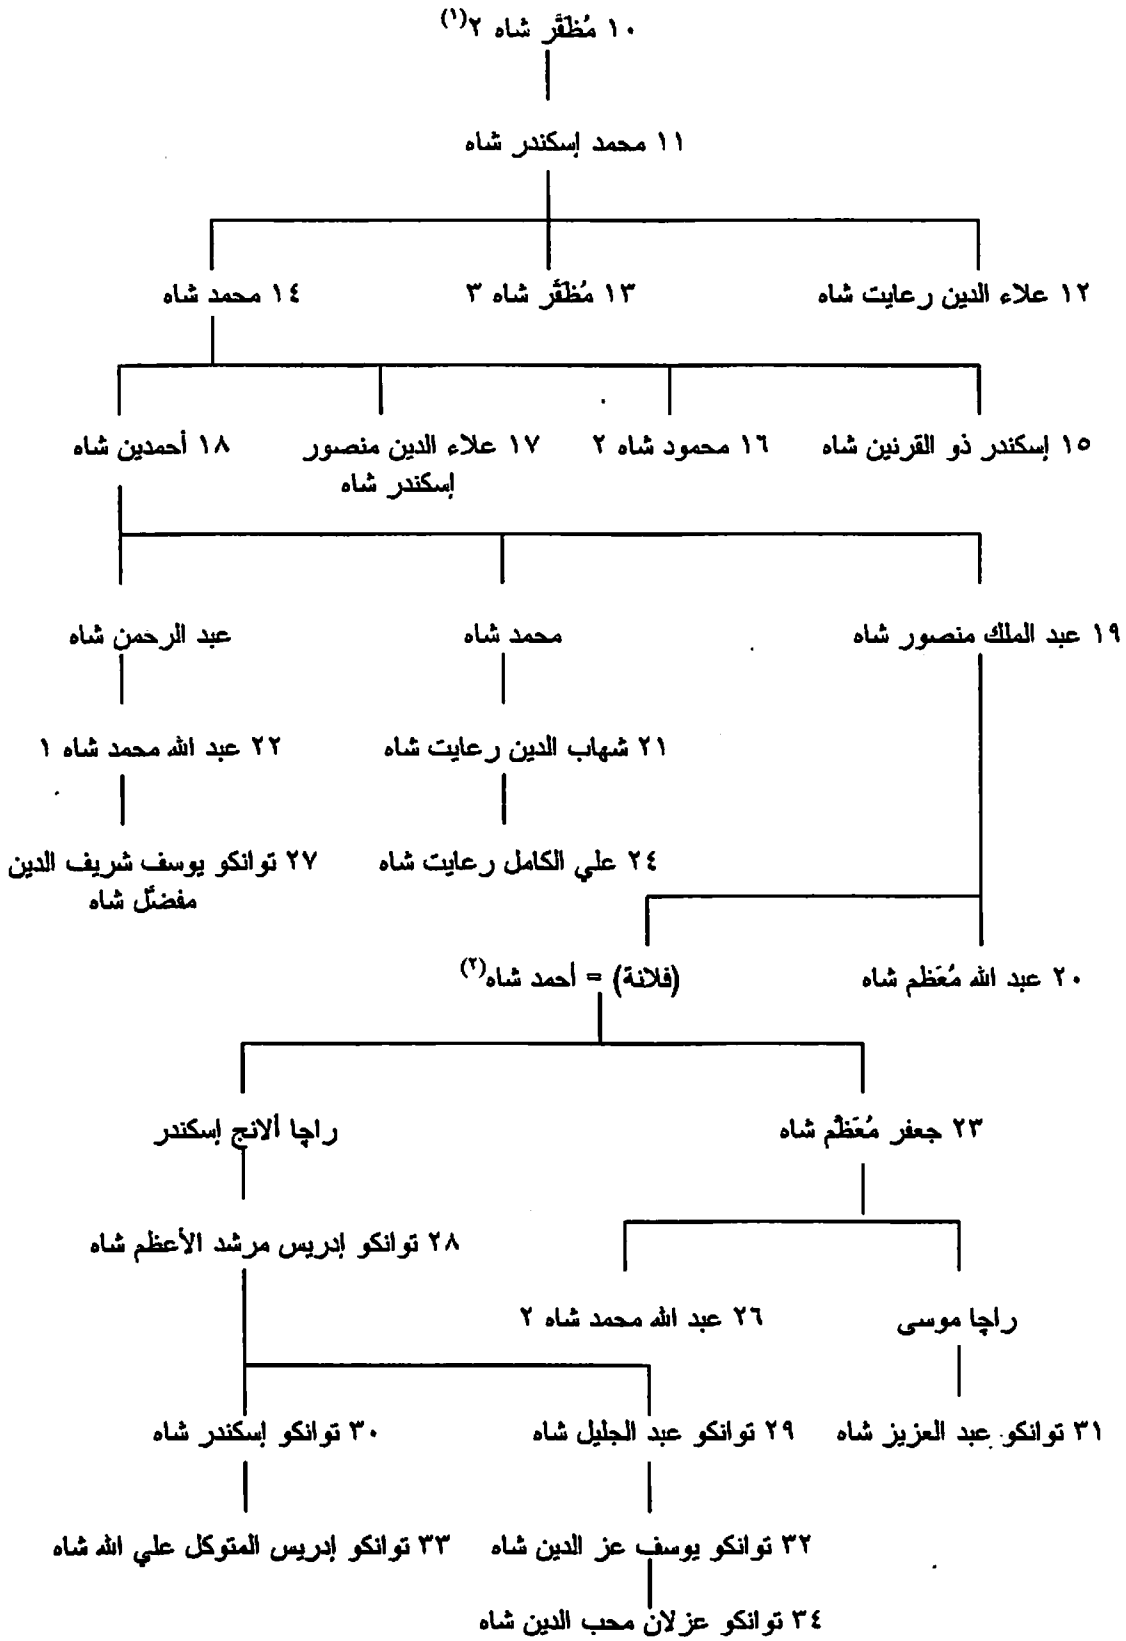 ١٠ مُظَفَّر شاه ٢(١)
١١ محمد إسكندر شاه
١٢ علاء الدين رعايت شاه
١٣ مُظَفَّر شاه ٣
١٤ محمد شاه
١٥ إسكندر ذو القرنين شاه
١٦ محمود شاه ٢
١٧ علاء الدين منصور
إسكندر شاه
١٨ أحمدين شاه
١٩ عبد الملك منصور شاه
محمد شاه
عبد الرحمن شاه
٢١ شهاب الدين رعايت شاه
٢٢ عبد الله محمد شاه ١
٢٤ علي الكامل رعايت شاه
٢٧ توانكو يوسف شريف الدين
مفضّل شاه
٢٠ عبد الله مُعَظم شاه
(فلانة) = أحمد شاه(٢)
٢٣ جعفر مُعَظَّم شاه
راچا ألانج إسكندر
٢٨ توانكو إدريس مرشد الأعظم شاه
راچا موسى
٢٦ عبد الله محمد شاه ٢
٣١ توانكو عبد العزيز شاه
٢٩ توانكو عبد الجليل شاه
٣٠ توانكو إسكندر شاه
٣٢ توانكو يوسف عز الدين شاه
٣٣ توانكو إدريس المتوكل علي الله شاه
٣٤ توانكو عزلان محب الدين شاه